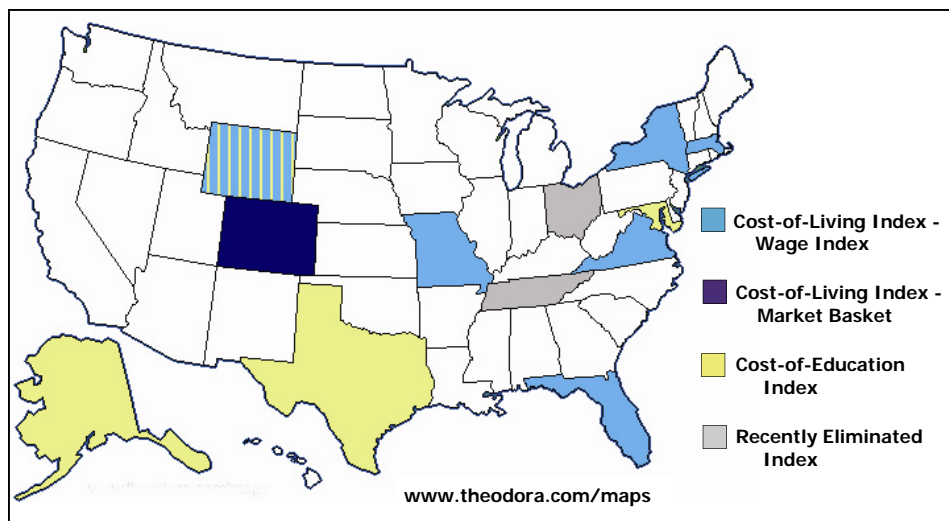 Cost-of-Living Index -
Wage Index
Cost-of-Living Index -
Market Basket
Cost-of-Education
Index
Recently Eliminated
Index
www.theodora.com/maps